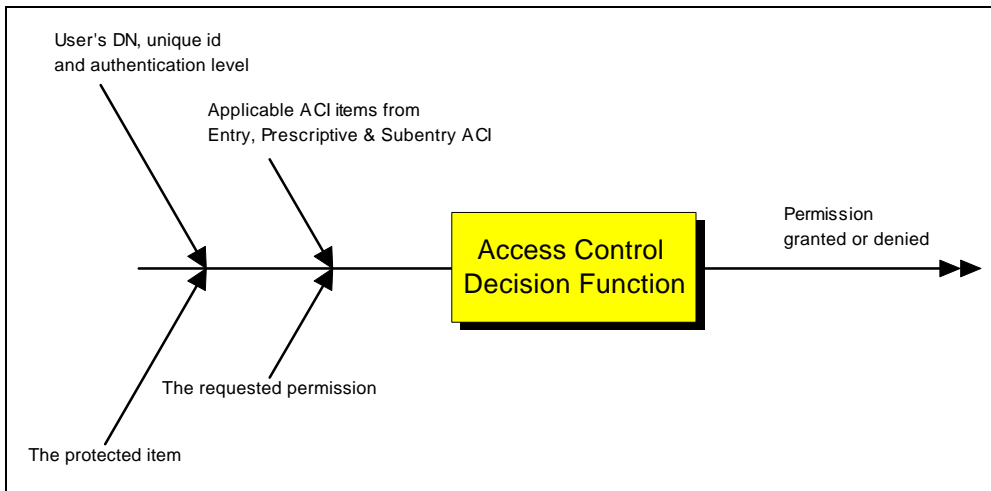 User's DN, unique id
and authentication level
Applicable ACI items from
Entry, Prescriptive & Subentry ACI
Permission
granted or denied
Access Control
Decision Function
The requested permission
The protected item